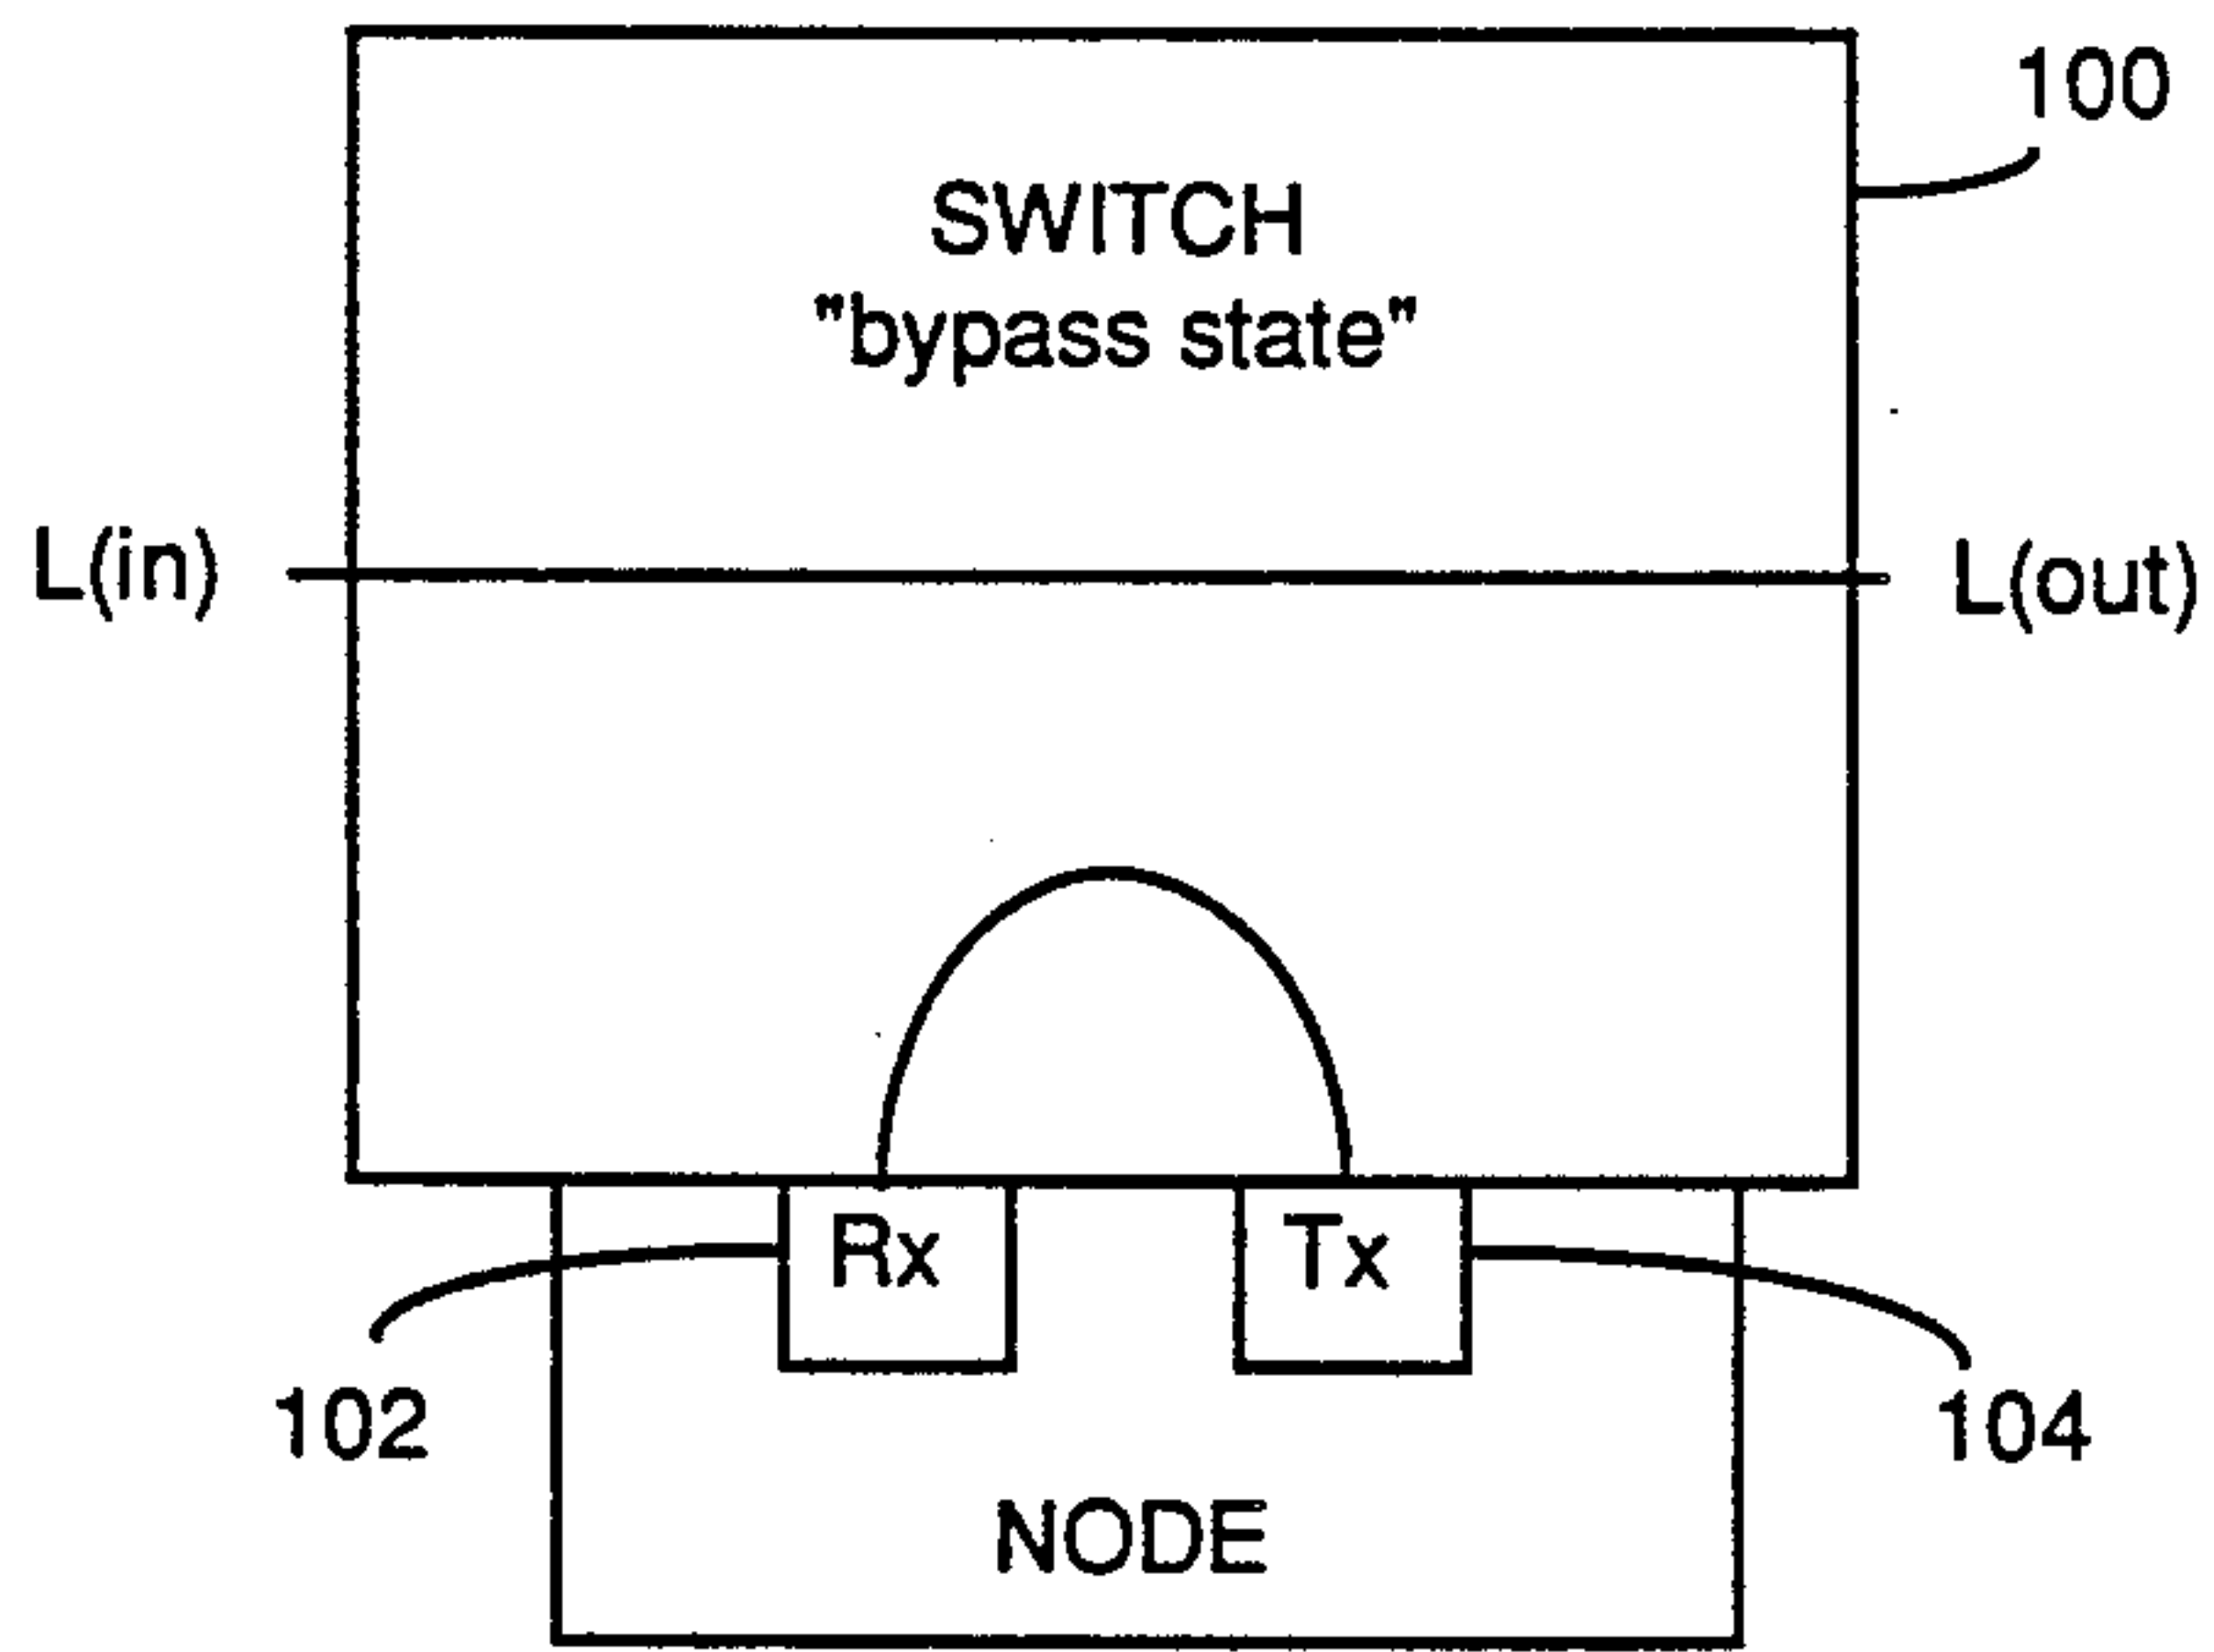 100
SWITCH
"bypass state"
L(in)
L(out)
Rx
Tx
102
104
NODE